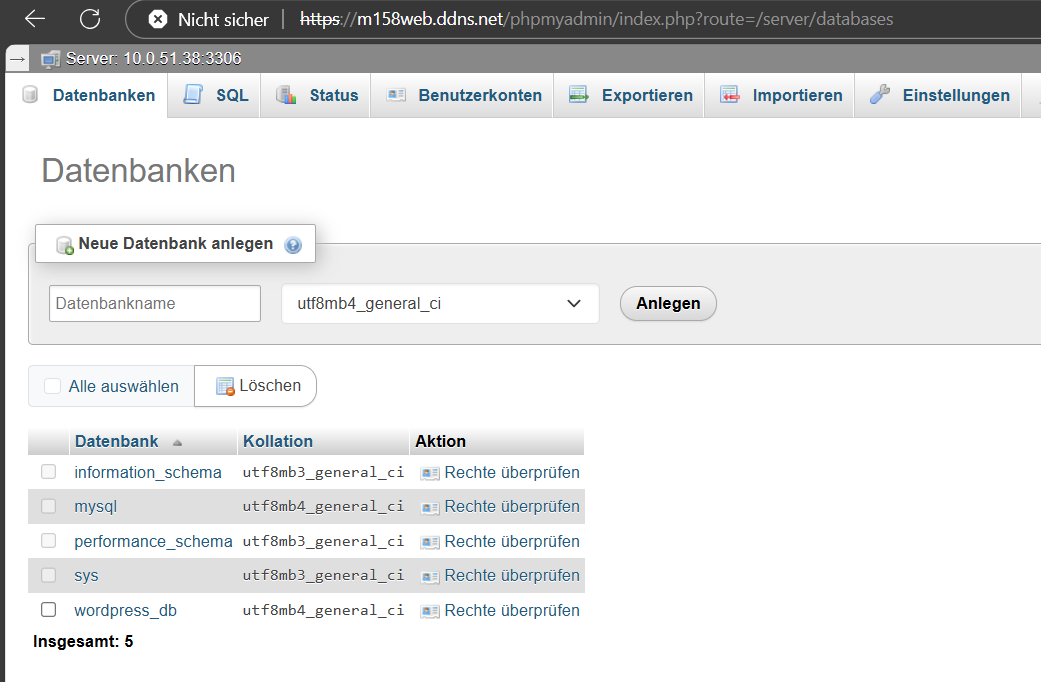 Nicht sicher https://m158web.ddns.net/phpmyadmin/index.php?route=/server/databases
Server: 10.0.51.38:3306
Datenbanken SQL Status Benutzerkonten Exportieren Importieren Einstellungen
Datenbanken
Neue Datenbank anlegen
Datenbankname utf8mb4_general_ci Anlegen
Alle auswählen Löschen
Datenbank Kollation Aktion
information_schema utf8mb3_general_ci Rechte überprüfen
mysql utf8mb4_general_ci Rechte überprüfen
performance_schema utf8mb3_general_ci Rechte überprüfen
sys utf8mb3_general_ci Rechte überprüfen
wordpress_db utf8mb4_general_ci Rechte überprüfen
Insgesamt: 5